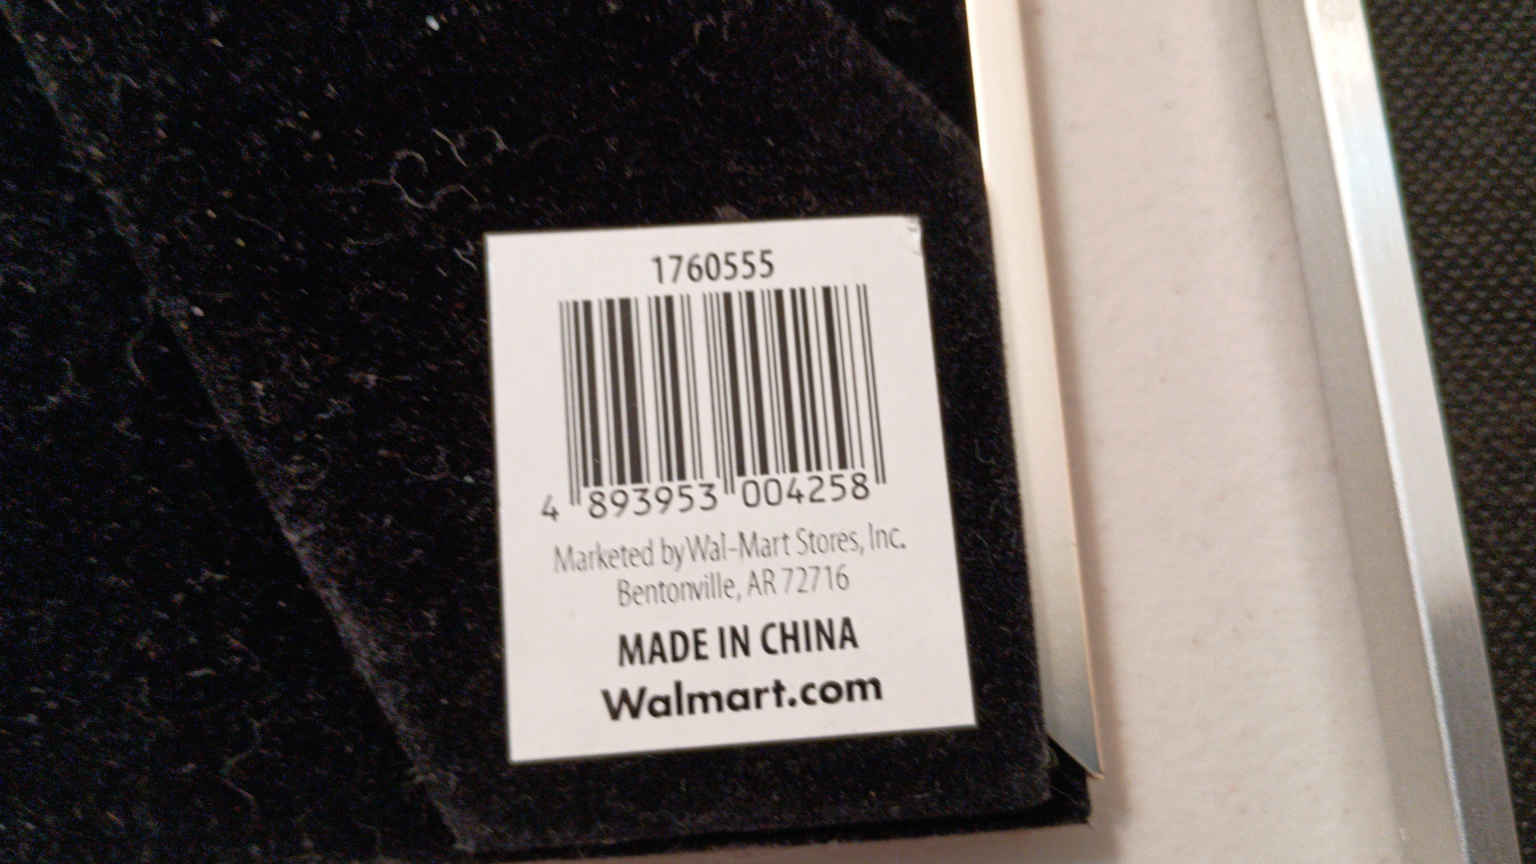 1760555
4 893953 004258
Marketed by Wal-Mart Stores, Inc.
Bentonville, AR 72716
MADE IN CHINA
Walmart.com